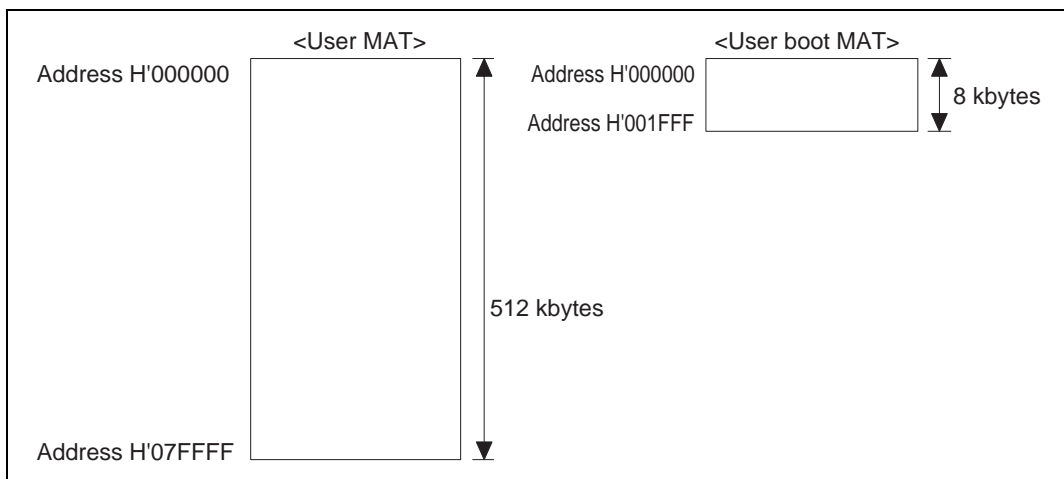 <User MAT>
Address H'000000
512 kbytes
Address H'07FFFF
<User boot MAT>
Address H'000000
8 kbytes
Address H'001FFF